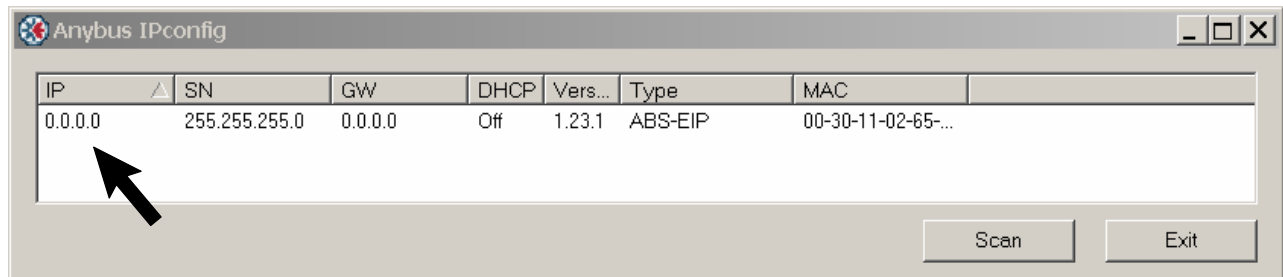 Anybus IPconfig
IP SN GW DHCP Vers... Type MAC
0.0.0.0 255.255.255.0 0.0.0.0 Off 1.23.1 ABS-EIP 00-30-11-02-65-...
Scan Exit